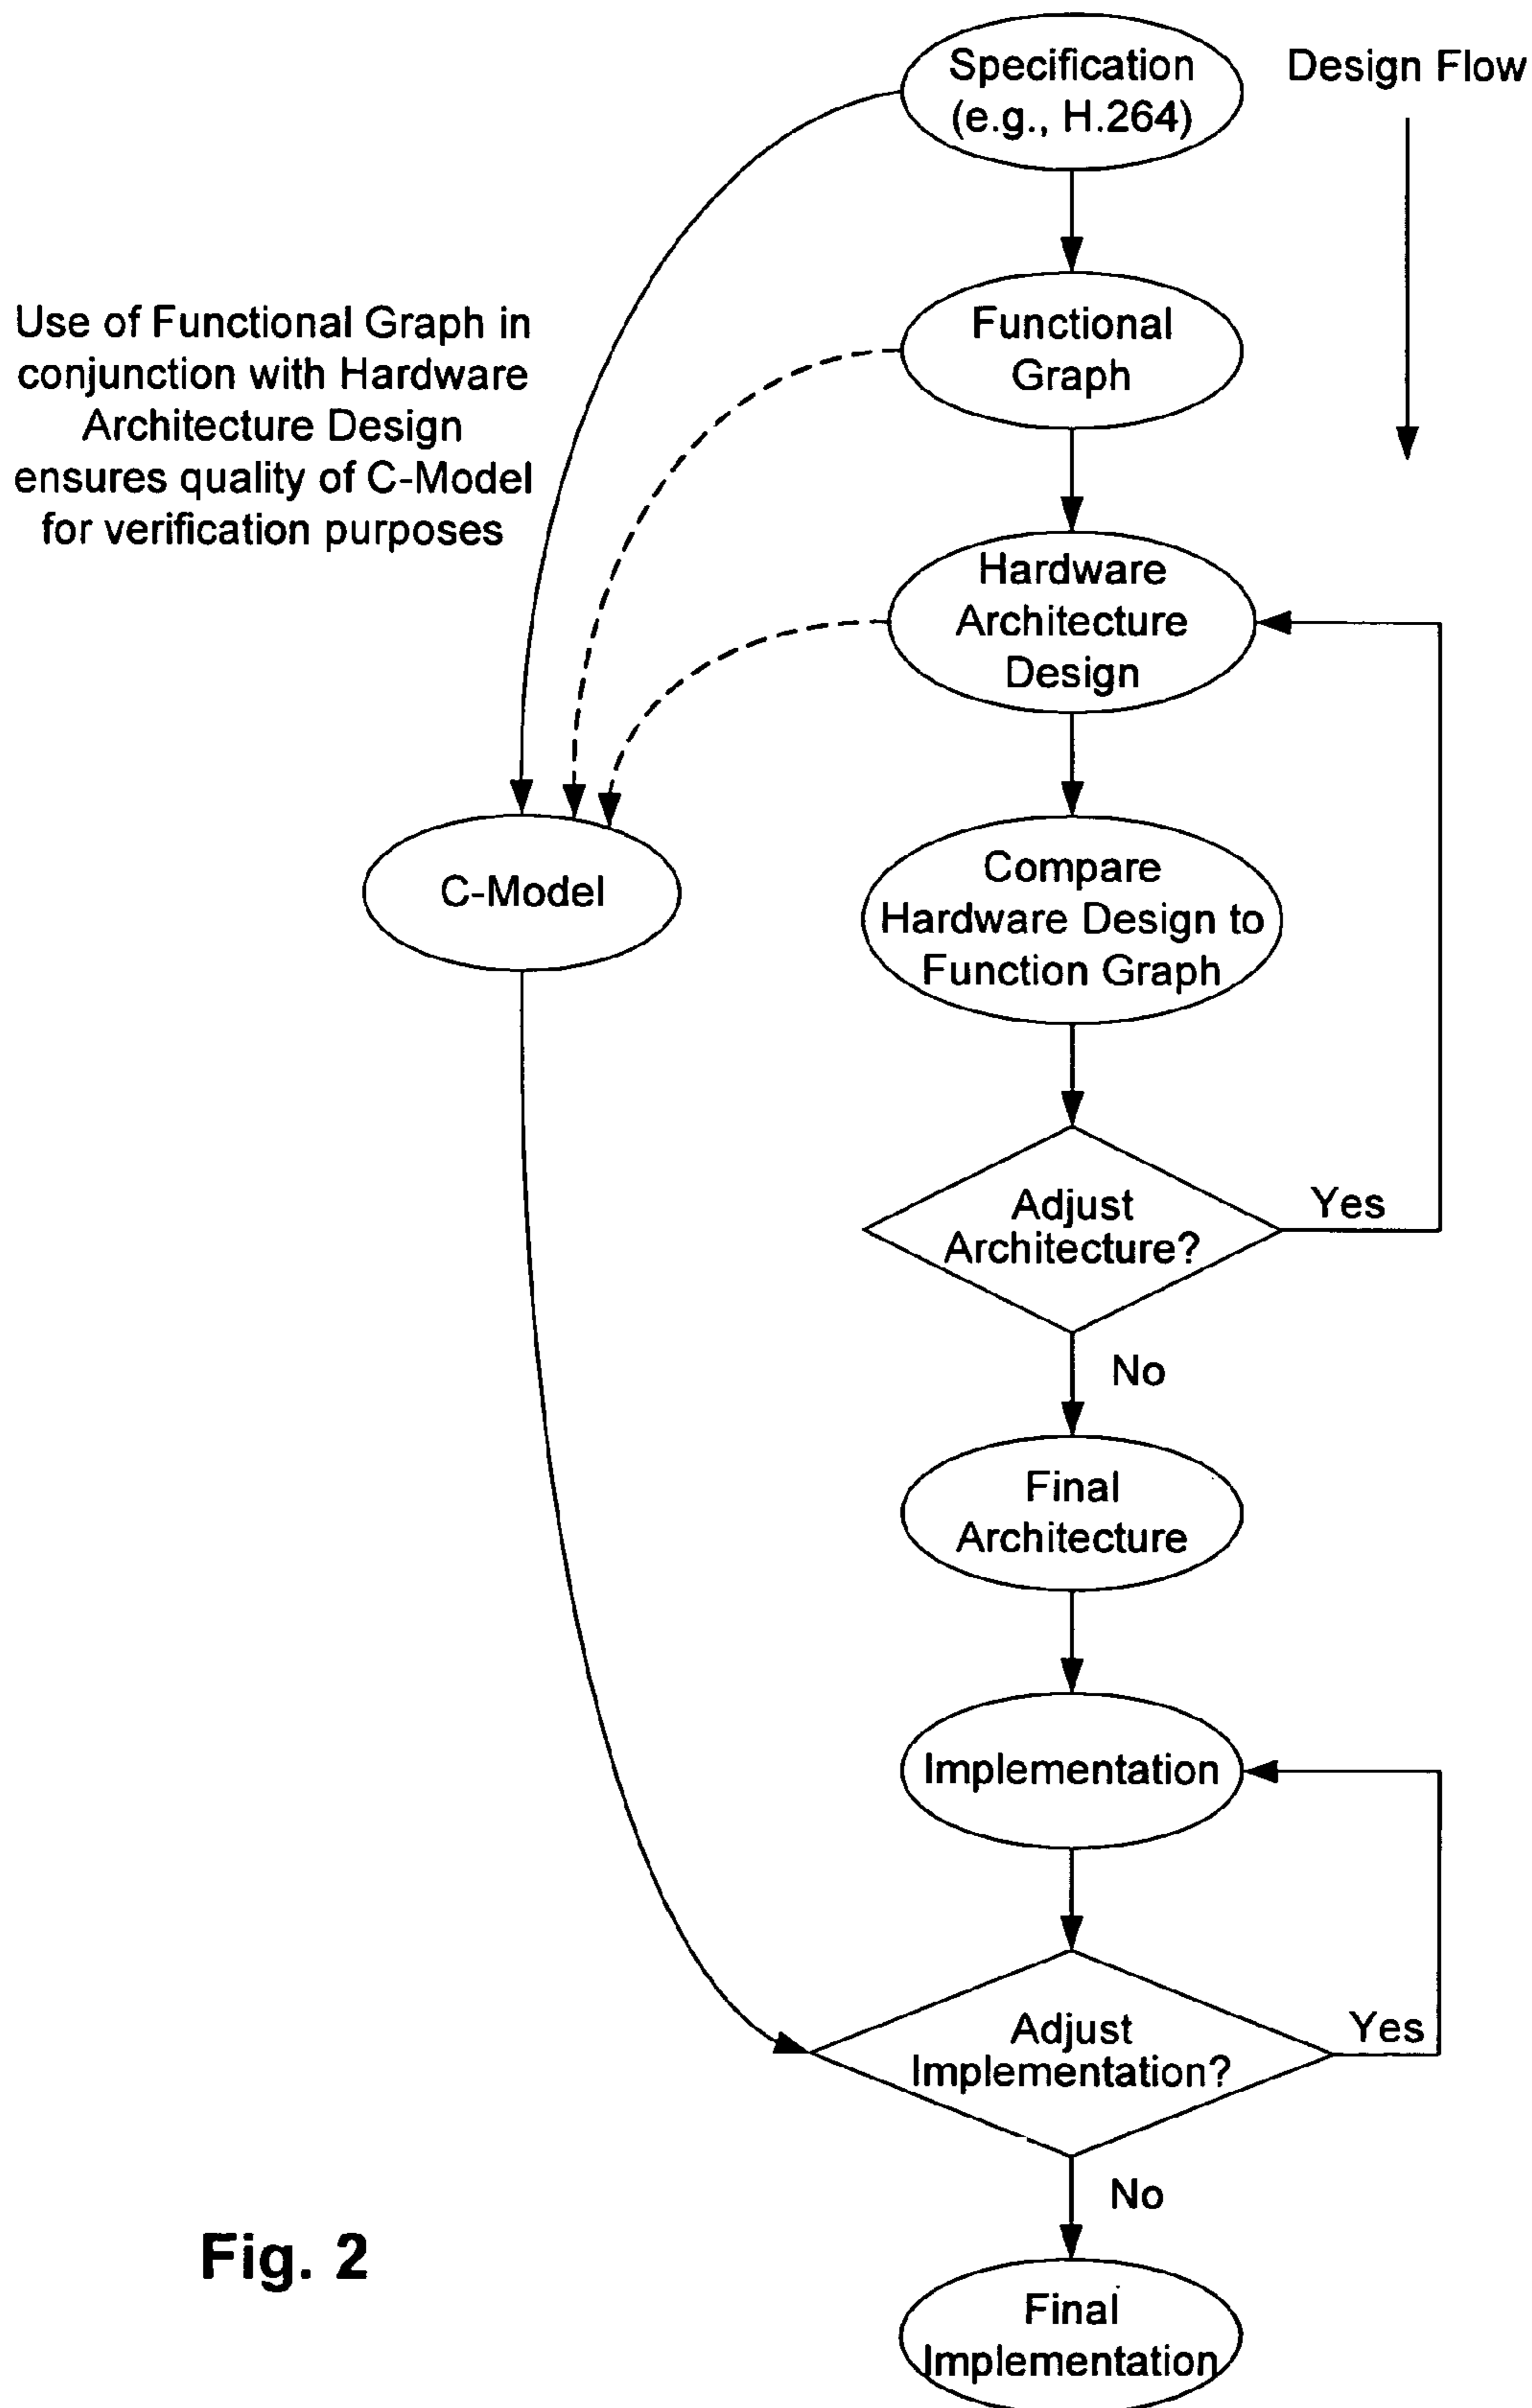 Specification
(e.g., H.264)
Design Flow
Functional
Graph
Use of Functional Graph in
conjunction with Hardware
Architecture Design
ensures quality of C-Model
for verification purposes
Hardware
Architecture
Design
C-Model
Compare
Hardware Design to
Function Graph
Adjust
Architecture?
Yes
No
Final
Architecture
Implementation
Adjust
Implementation?
Yes
No
Final
Implementation
Fig. 2